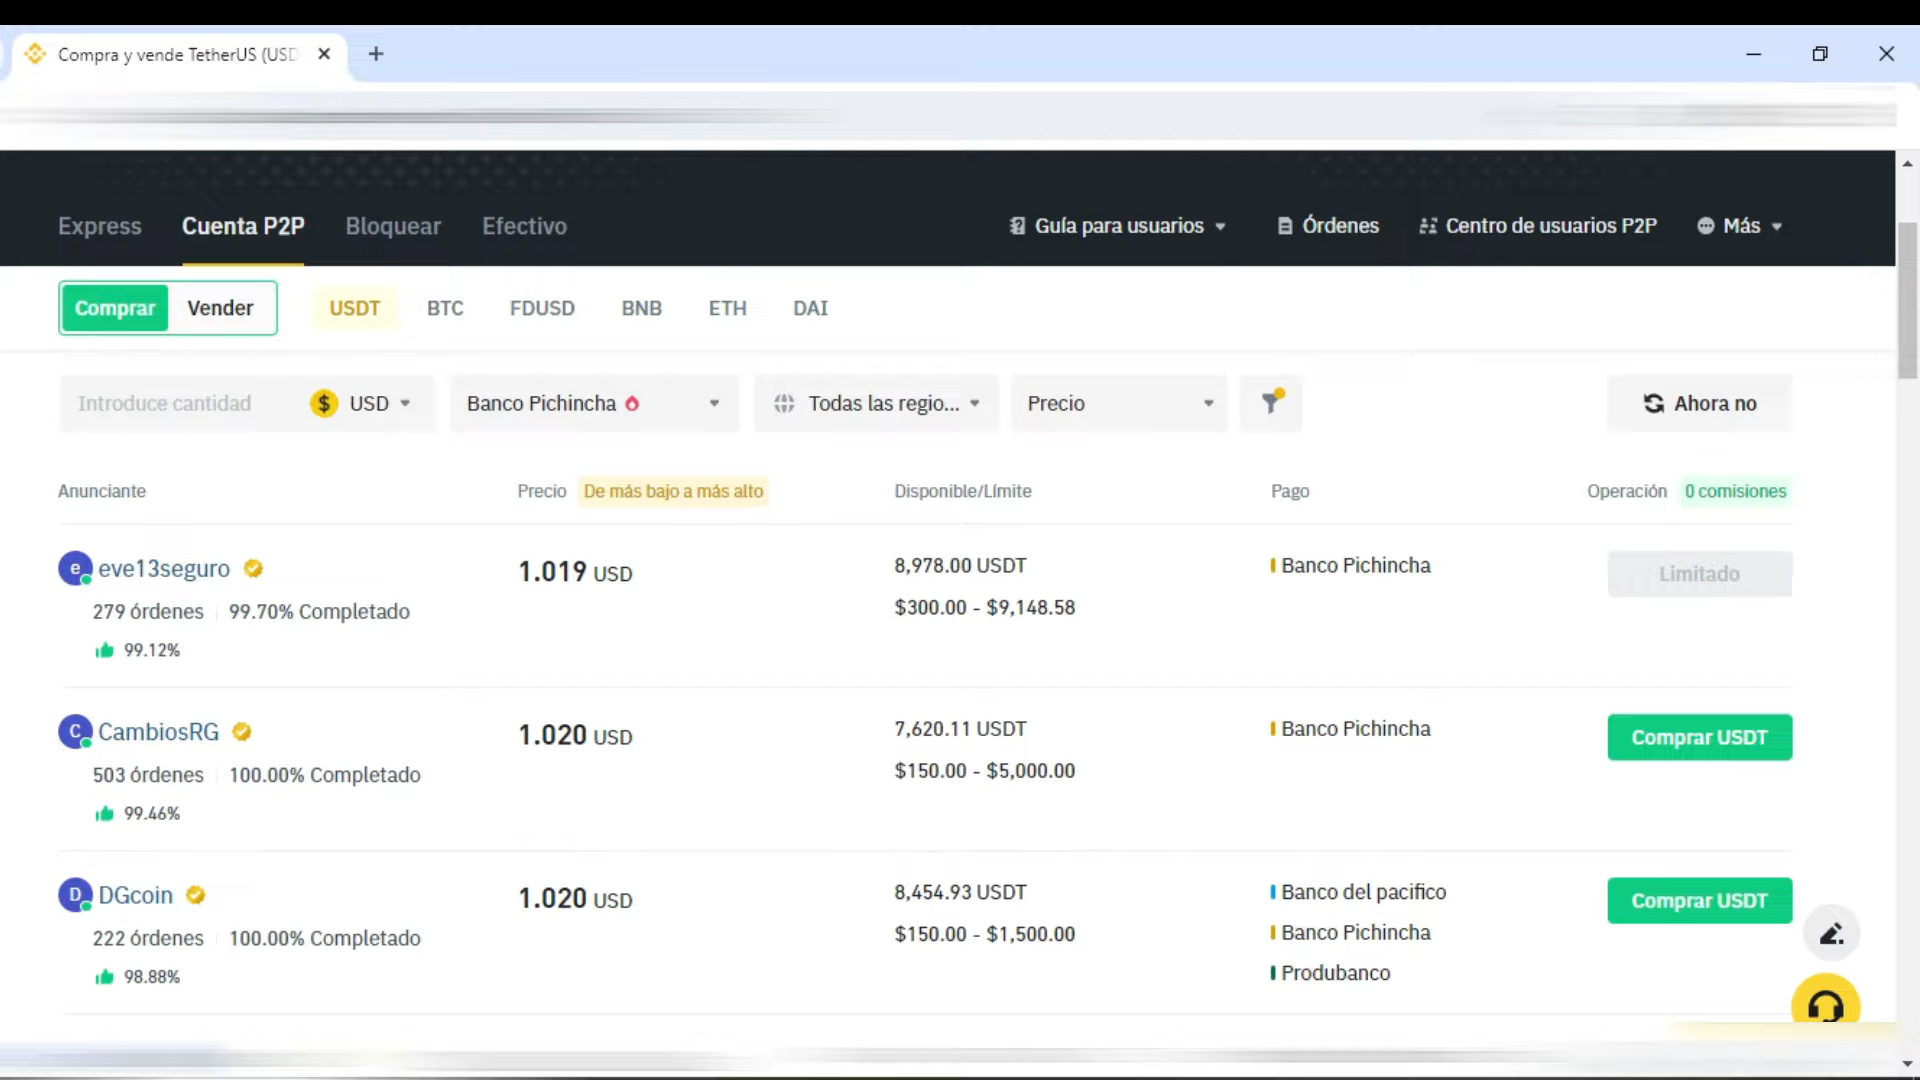 Compra y vende TetherUS (USD
Express Cuenta P2P Bloquear Efectivo Guía para usuarios Órdenes Centro de usuarios P2P Más
Comprar Vender USDT BTC FDUSD BNB ETH DAI
Introduce cantidad $ USD Banco Pichincha Todas las regio... Precio Ahora no
Anunciante Precio De más bajo a más alto Disponible/Límite Pago Operación 0 comisiones
e eve13seguro 1.019 USD 8,978.00 USDT Banco Pichincha Limitado
279 órdenes 99.70% Completado $300.00 - $9,148.58
99.12%
C CambiosRG 1.020 USD 7,620.11 USDT Banco Pichincha Comprar USDT
503 órdenes 100.00% Completado $150.00 - $5,000.00
99.46%
D DGcoin 1.020 USD 8,454.93 USDT Banco del pacifico Comprar USDT
222 órdenes 100.00% Completado $150.00 - $1,500.00 Banco Pichincha
98.88% Produbanco